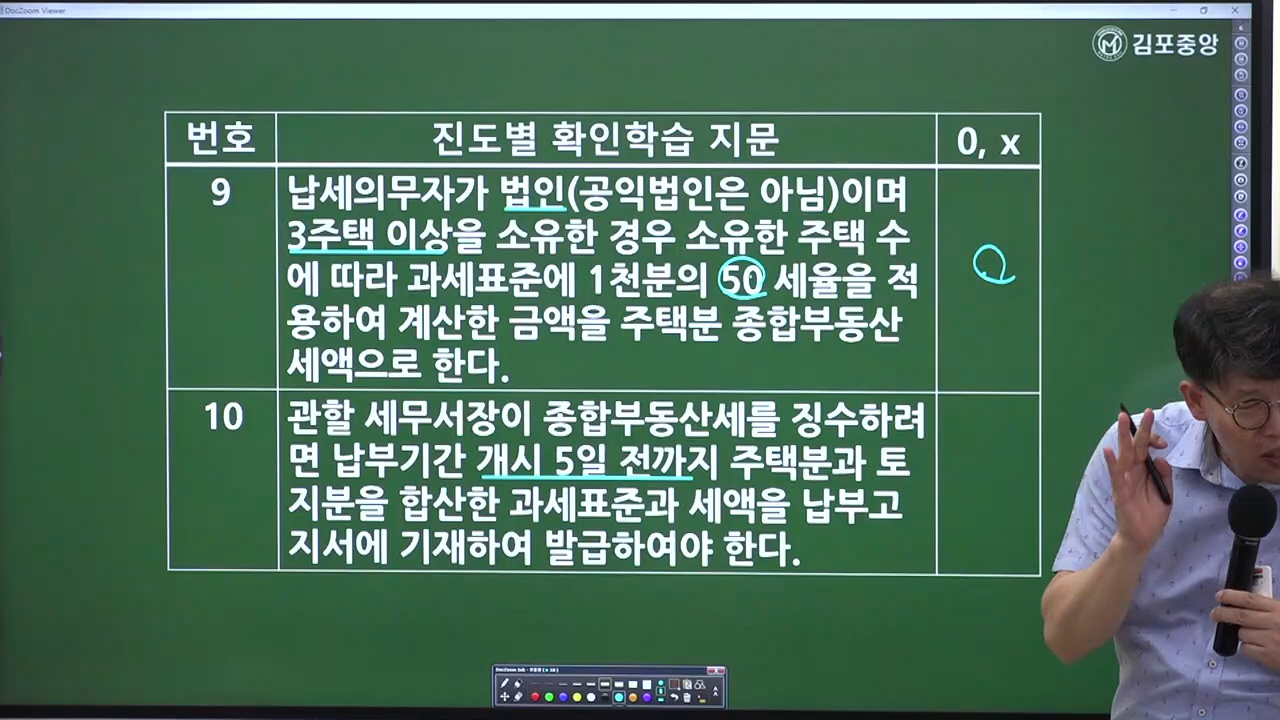 DocZoom Viewer
김포중앙
번호 진도별 확인학습 지문 O, x
9 납세의무자가 법인(공익법인은 아님)이며
3주택 이상을 소유한 경우 소유한 주택 수
에 따라 과세표준에 1천분의 50 세율을 적
용하여 계산한 금액을 주택분 종합부동산
세액으로 한다.
O
10 관할 세무서장이 종합부동산세를 징수하려
면 납부기간 개시 5일 전까지 주택분과 토
지분을 합산한 과세표준과 세액을 납부고
지서에 기재하여 발급하여야 한다.